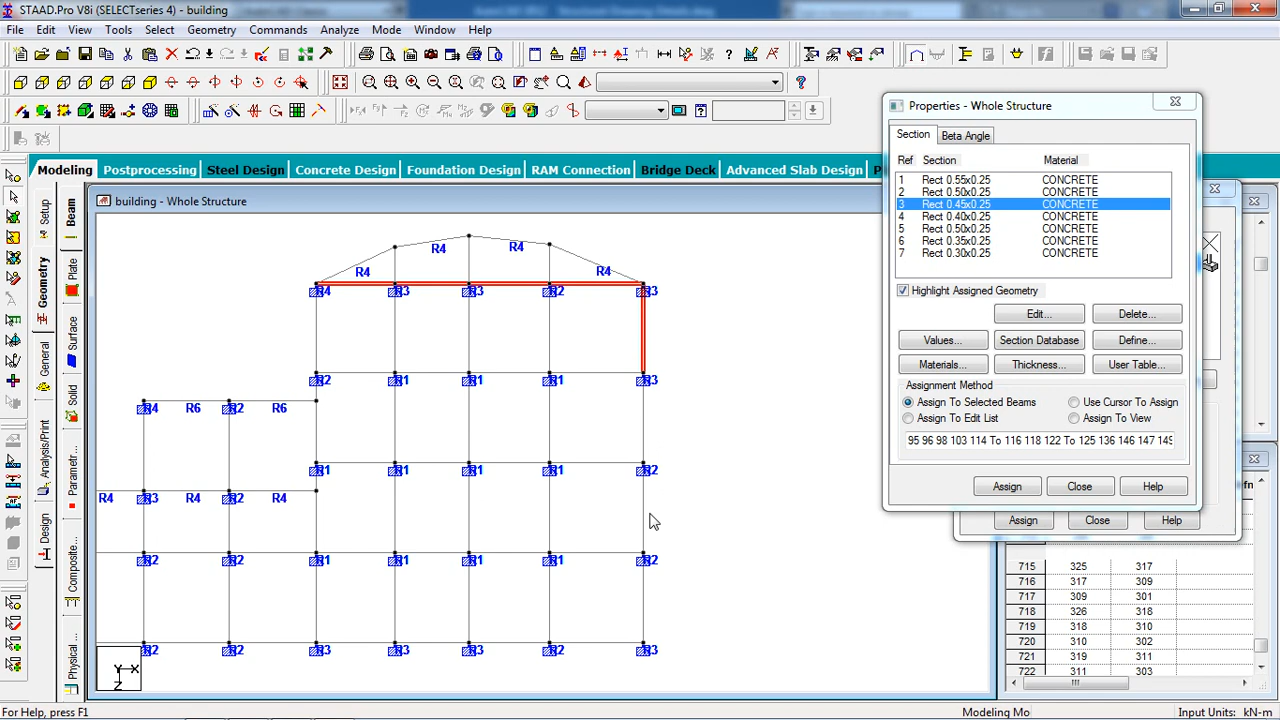 STAAD.Pro V8i (SELECTseries 4) - building
File Edit View Tools Select Geometry Commands Analyze Mode Window Help
Modeling Postprocessing Steel Design Concrete Design Foundation Design RAM Connection Bridge Deck Advanced Slab Design
building - Whole Structure
Setup
Geometry
General
Analysis/Print
Design
Beam
Plate
Surface
Solid
Parametr...
Composite...
Physical ...
R4 R4 R4 R4
R4 R3 R3 R2 R3
R2 R1 R1 R1 R3
R4 R6 R2 R6
R1 R1 R1 R1 R2
R4 R3 R4 R2 R4
R2 R2 R1 R1 R1 R1 R2
R2 R2 R3 R3 R3 R3 R3
Y X
Z
Properties - Whole Structure
Section Beta Angle
Ref Section Material
1 Rect 0.55x0.25 CONCRETE
2 Rect 0.50x0.25 CONCRETE
3 Rect 0.45x0.25 CONCRETE
4 Rect 0.40x0.25 CONCRETE
5 Rect 0.50x0.25 CONCRETE
6 Rect 0.35x0.25 CONCRETE
7 Rect 0.30x0.25 CONCRETE
Highlight Assigned Geometry
Edit... Delete...
Values... Section Database Define...
Materials... Thickness... User Table...
Assignment Method
Assign To Selected Beams Use Cursor To Assign
Assign To Edit List Assign To View
95 96 98 103 114 To 116 118 122 To 125 136 146 147 149
Assign Close Help
Assign Close Help
715 325 317
716 317 309
717 309 301
718 326 318
719 318 310
720 310 302
721 319 311
722 311 303
For Help, press F1
Modeling Mo Input Units: kN-m